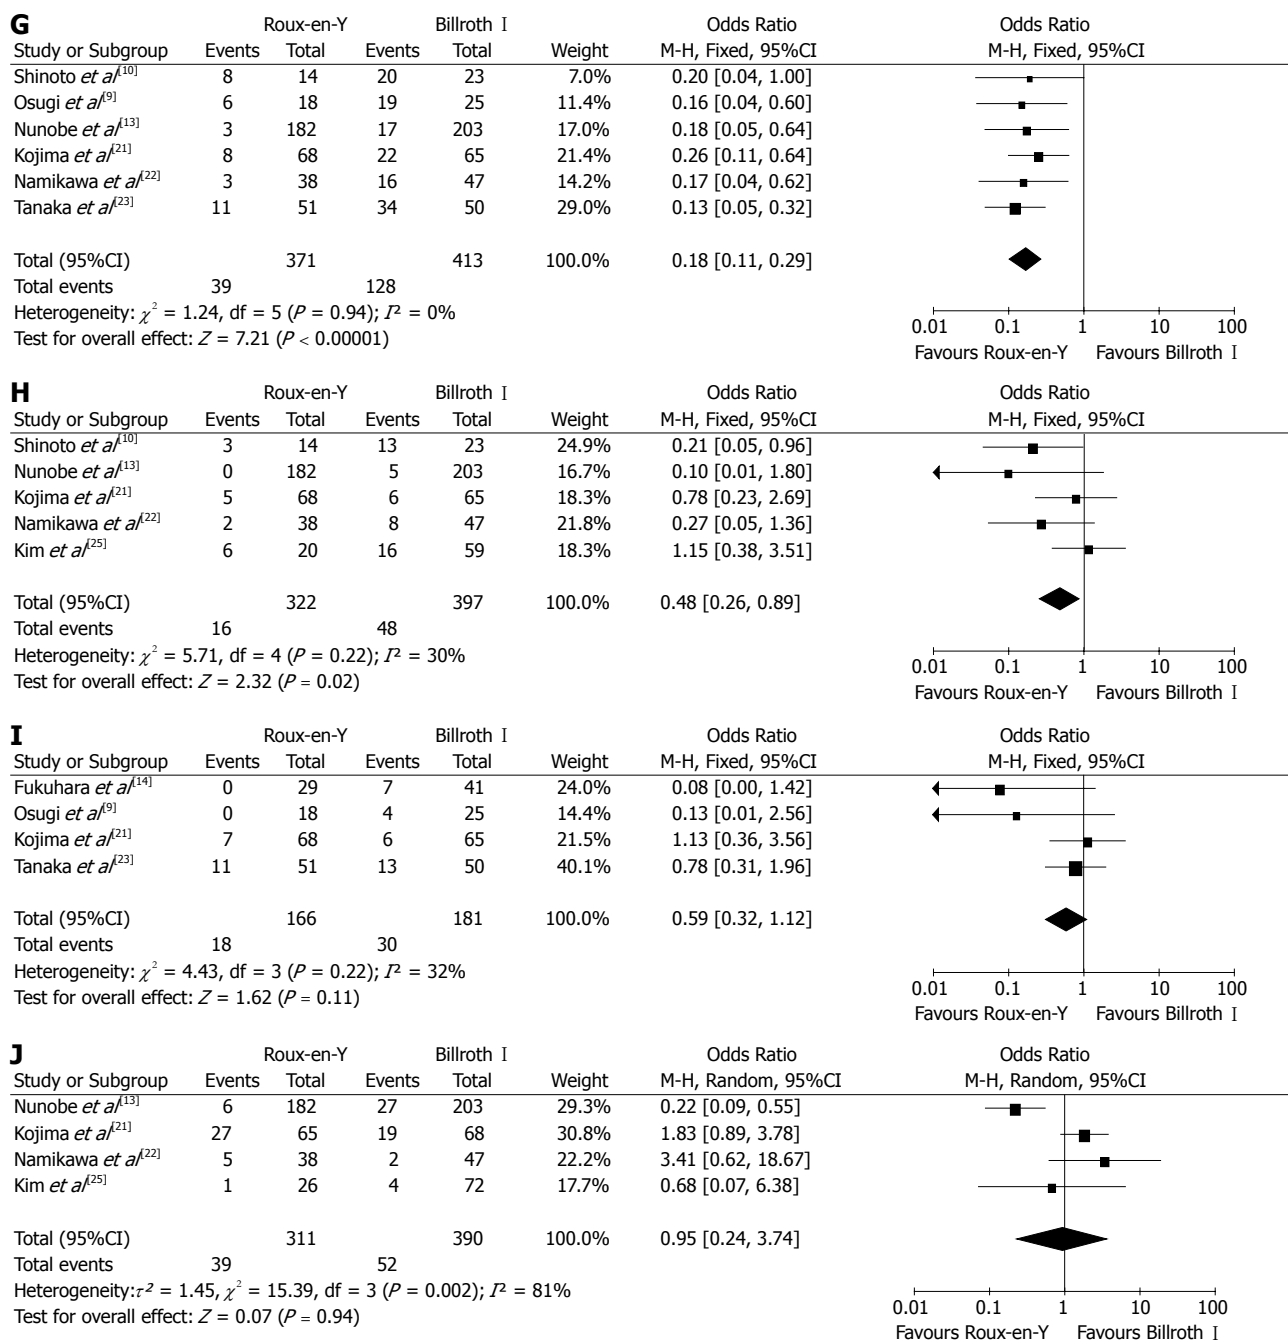 G Roux-en-Y Billroth I Odds Ratio Odds Ratio
Study or Subgroup Events Total Events Total Weight M-H, Fixed, 95%CI M-H, Fixed, 95%CI
Shinoto et al[10] 8 14 20 23 7.0% 0.20 [0.04, 1.00]
Osugi et al[9] 6 18 19 25 11.4% 0.16 [0.04, 0.60]
Nunobe et al[13] 3 182 17 203 17.0% 0.18 [0.05, 0.64]
Kojima et al[21] 8 68 22 65 21.4% 0.26 [0.11, 0.64]
Namikawa et al[22] 3 38 16 47 14.2% 0.17 [0.04, 0.62]
Tanaka et al[23] 11 51 34 50 29.0% 0.13 [0.05, 0.32]
Total (95%CI) 371 413 100.0% 0.18 [0.11, 0.29]
Total events 39 128
Heterogeneity: χ² = 1.24, df = 5 (P = 0.94); I² = 0%
Test for overall effect: Z = 7.21 (P < 0.00001)
0.01 0.1 1 10 100
Favours Roux-en-Y Favours Billroth I
H Roux-en-Y Billroth I Odds Ratio Odds Ratio
Study or Subgroup Events Total Events Total Weight M-H, Fixed, 95%CI M-H, Fixed, 95%CI
Shinoto et al[10] 3 14 13 23 24.9% 0.21 [0.05, 0.96]
Nunobe et al[13] 0 182 5 203 16.7% 0.10 [0.01, 1.80]
Kojima et al[21] 5 68 6 65 18.3% 0.78 [0.23, 2.69]
Namikawa et al[22] 2 38 8 47 21.8% 0.27 [0.05, 1.36]
Kim et al[25] 6 20 16 59 18.3% 1.15 [0.38, 3.51]
Total (95%CI) 322 397 100.0% 0.48 [0.26, 0.89]
Total events 16 48
Heterogeneity: χ² = 5.71, df = 4 (P = 0.22); I² = 30%
Test for overall effect: Z = 2.32 (P = 0.02)
0.01 0.1 1 10 100
Favours Roux-en-Y Favours Billroth I
I Roux-en-Y Billroth I Odds Ratio Odds Ratio
Study or Subgroup Events Total Events Total Weight M-H, Fixed, 95%CI M-H, Fixed, 95%CI
Fukuhara et al[14] 0 29 7 41 24.0% 0.08 [0.00, 1.42]
Osugi et al[9] 0 18 4 25 14.4% 0.13 [0.01, 2.56]
Kojima et al[21] 7 68 6 65 21.5% 1.13 [0.36, 3.56]
Tanaka et al[23] 11 51 13 50 40.1% 0.78 [0.31, 1.96]
Total (95%CI) 166 181 100.0% 0.59 [0.32, 1.12]
Total events 18 30
Heterogeneity: χ² = 4.43, df = 3 (P = 0.22); I² = 32%
Test for overall effect: Z = 1.62 (P = 0.11)
0.01 0.1 1 10 100
Favours Roux-en-Y Favours Billroth I
J Roux-en-Y Billroth I Odds Ratio Odds Ratio
Study or Subgroup Events Total Events Total Weight M-H, Random, 95%CI M-H, Random, 95%CI
Nunobe et al[13] 6 182 27 203 29.3% 0.22 [0.09, 0.55]
Kojima et al[21] 27 65 19 68 30.8% 1.83 [0.89, 3.78]
Namikawa et al[22] 5 38 2 47 22.2% 3.41 [0.62, 18.67]
Kim et al[25] 1 26 4 72 17.7% 0.68 [0.07, 6.38]
Total (95%CI) 311 390 100.0% 0.95 [0.24, 3.74]
Total events 39 52
Heterogeneity:τ² = 1.45, χ² = 15.39, df = 3 (P = 0.002); I² = 81%
Test for overall effect: Z = 0.07 (P = 0.94)
0.01 0.1 1 10 100
Favours Roux-en-Y Favours Billroth I